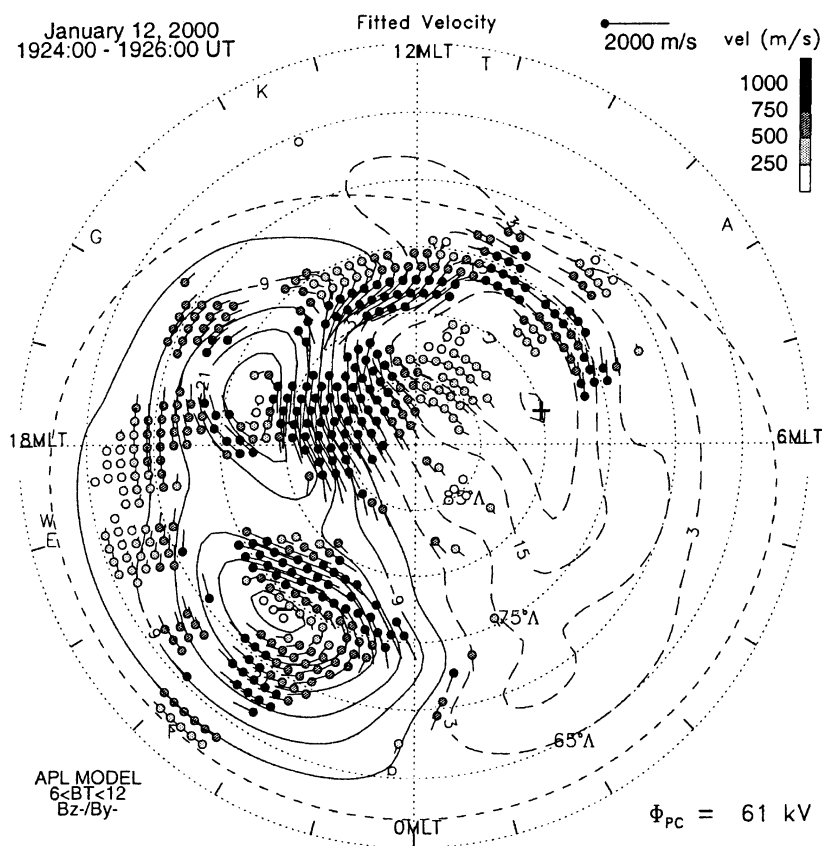 January 12, 2000
1924:00 - 1926:00 UT
Fitted Velocity
2000 m/s
vel (m/s)
1000
750
500
250
12MLT
T
K
A
G
3
9
21
18MLT
6MLT
85°Λ
W
E
15
3
75°Λ
9
9
3
F
65°Λ
APL MODEL
6<BT<12
Bz-/By-
0MLT
Φ_PC = 61 kV